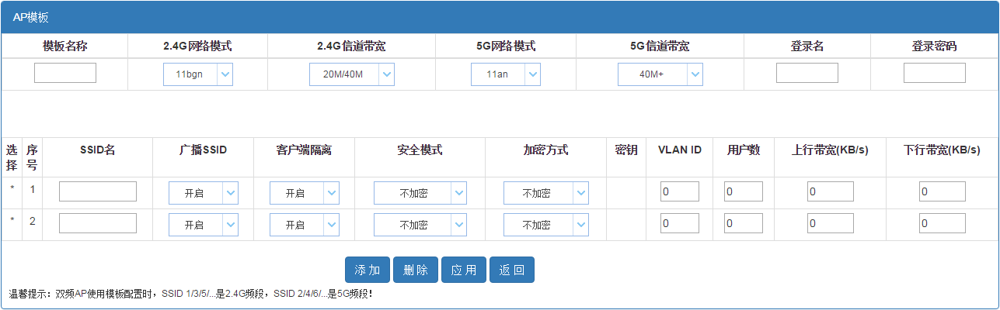 AP模板
模板名称 2.4G网络模式 2.4G信道带宽 5G网络模式 5G信道带宽 登录名 登录密码
11bgn 20M/40M 11an 40M+
选择 序号 SSID名 广播SSID 客户端隔离 安全模式 加密方式 密钥 VLAN ID 用户数 上行带宽(KB/s) 下行带宽(KB/s)
* 1 开启 开启 不加密 不加密 0 0 0 0
* 2 开启 开启 不加密 不加密 0 0 0 0
添加 删除 应用 返回
温馨提示：双频AP使用模板配置时，SSID 1/3/5/...是2.4G频段，SSID 2/4/6/...是5G频段！